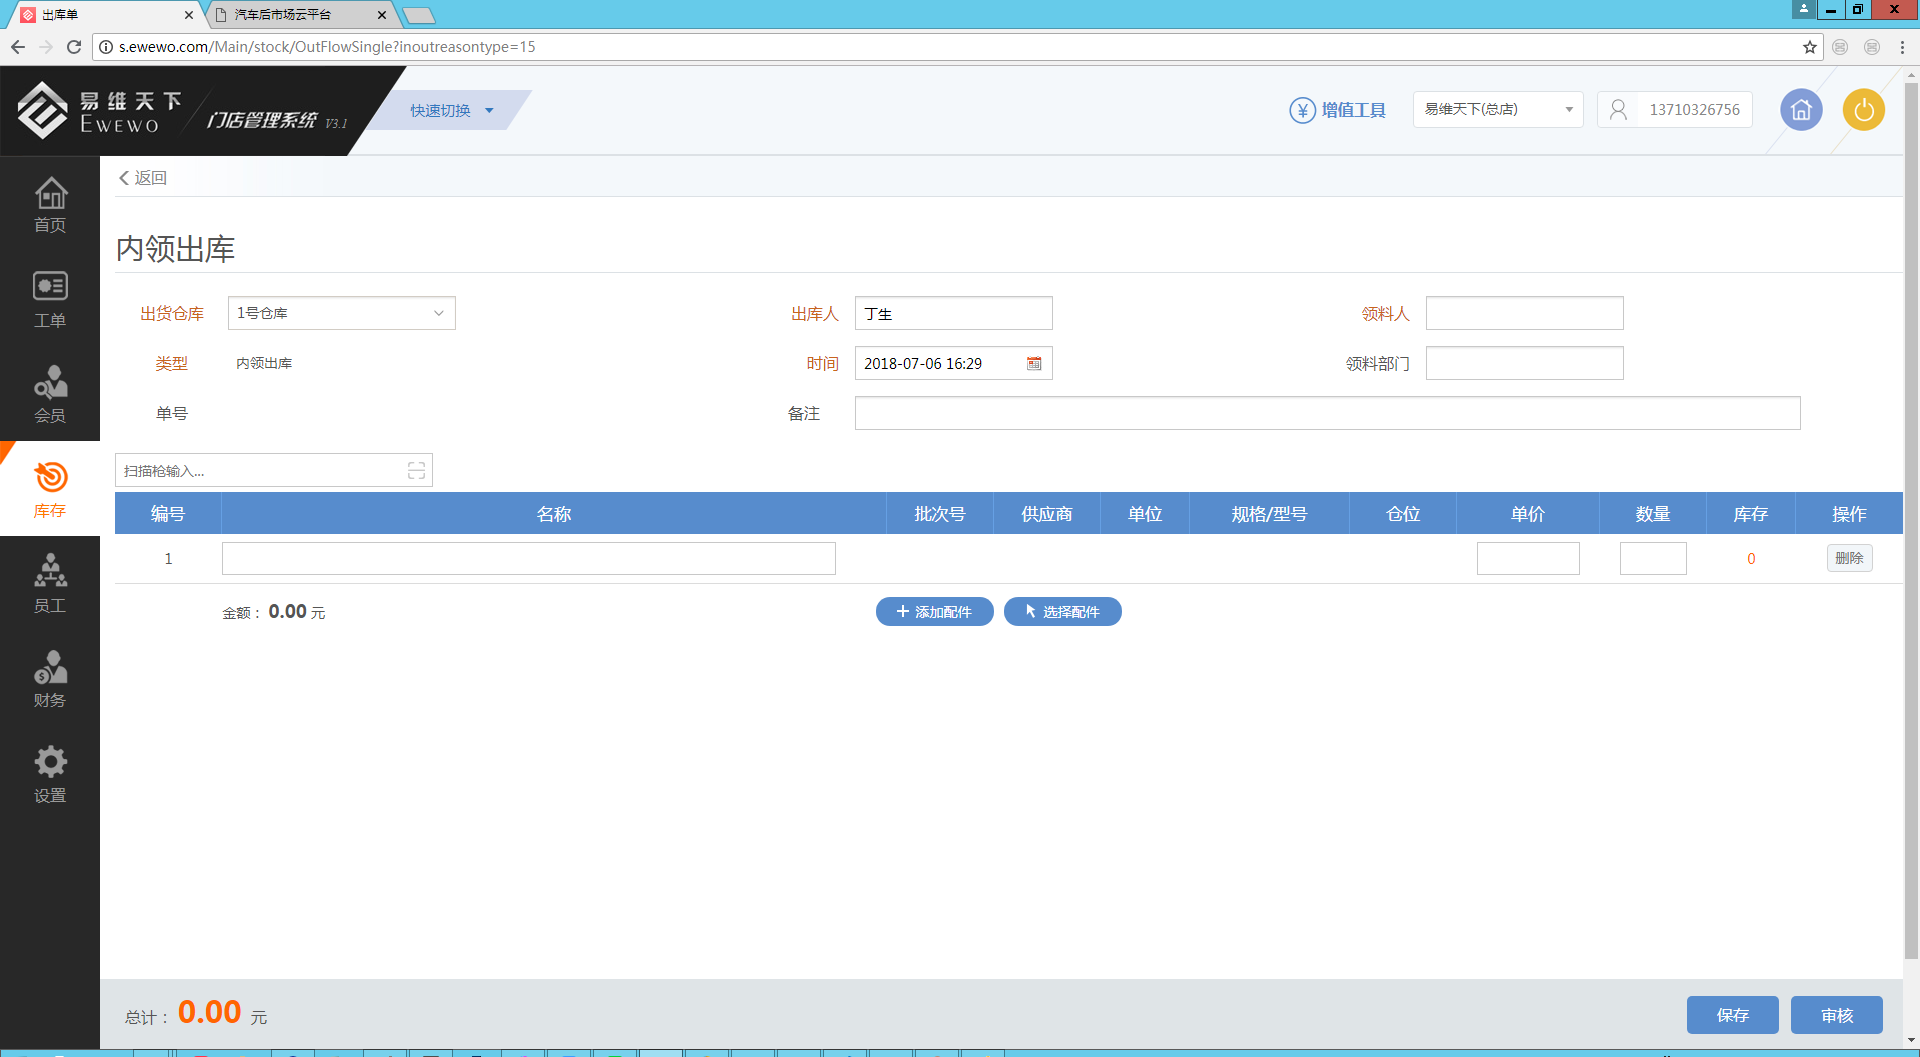 出库单
汽车后市场云平台
s.ewewo.com/Main/stock/OutFlowSingle?inoutreasontype=15
易维天下
EWEWO
门店管理系统 V3.1
快速切换
增值工具
易维天下(总店)
13710326756
返回
首页
工单
会员
库存
员工
财务
设置
内领出库
出货仓库 1号仓库 出库人 丁生 领料人
类型 内领出库 时间 2018-07-06 16:29 领料部门
单号 备注
扫描枪输入...
编号 名称 批次号 供应商 单位 规格/型号 仓位 单价 数量 库存 操作
1 0 删除
金额： 0.00 元 添加配件 选择配件
总计： 0.00 元 保存 审核